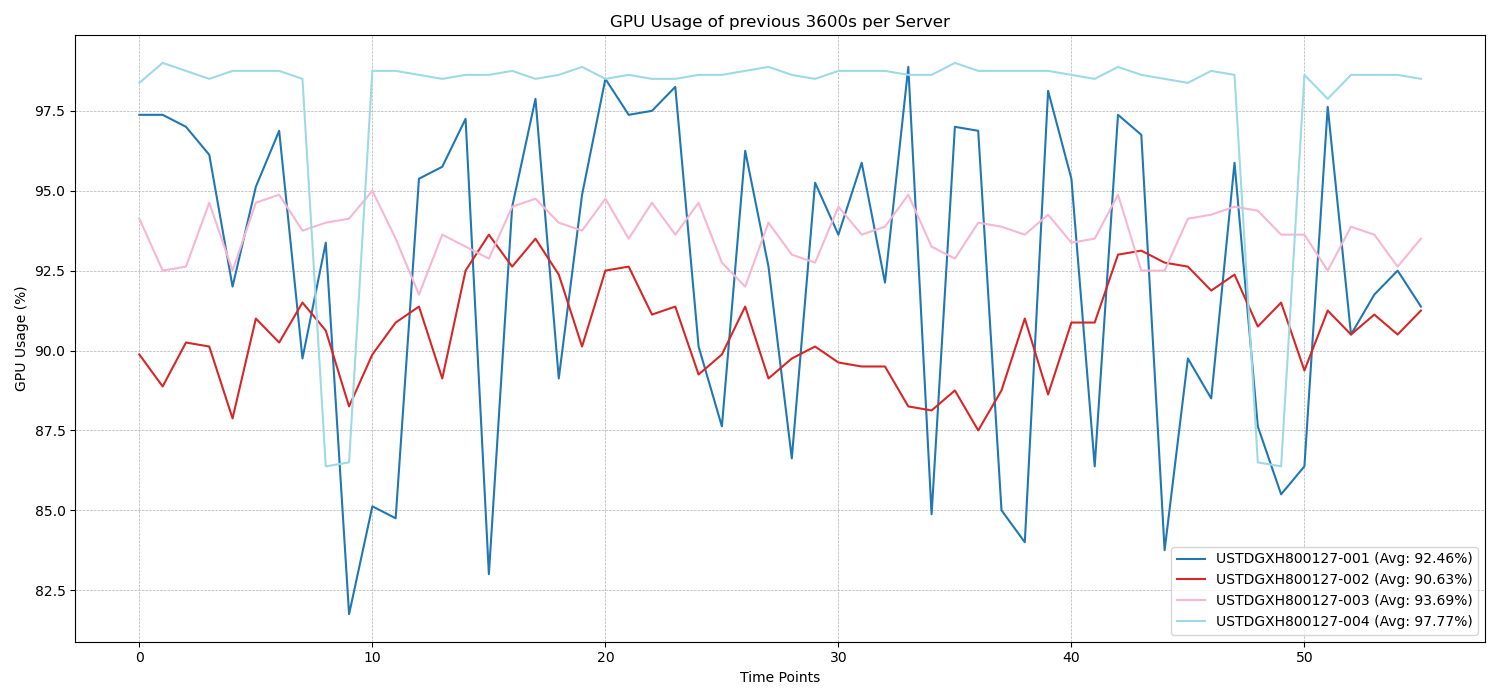 GPU Usage of previous 3600s per Server
GPU Usage (%)
97.5
95.0
92.5
90.0
87.5
85.0
82.5
USTDGXH800127-001 (Avg: 92.46%)
USTDGXH800127-002 (Avg: 90.63%)
USTDGXH800127-003 (Avg: 93.69%)
USTDGXH800127-004 (Avg: 97.77%)
0 10 20 30 40 50
Time Points